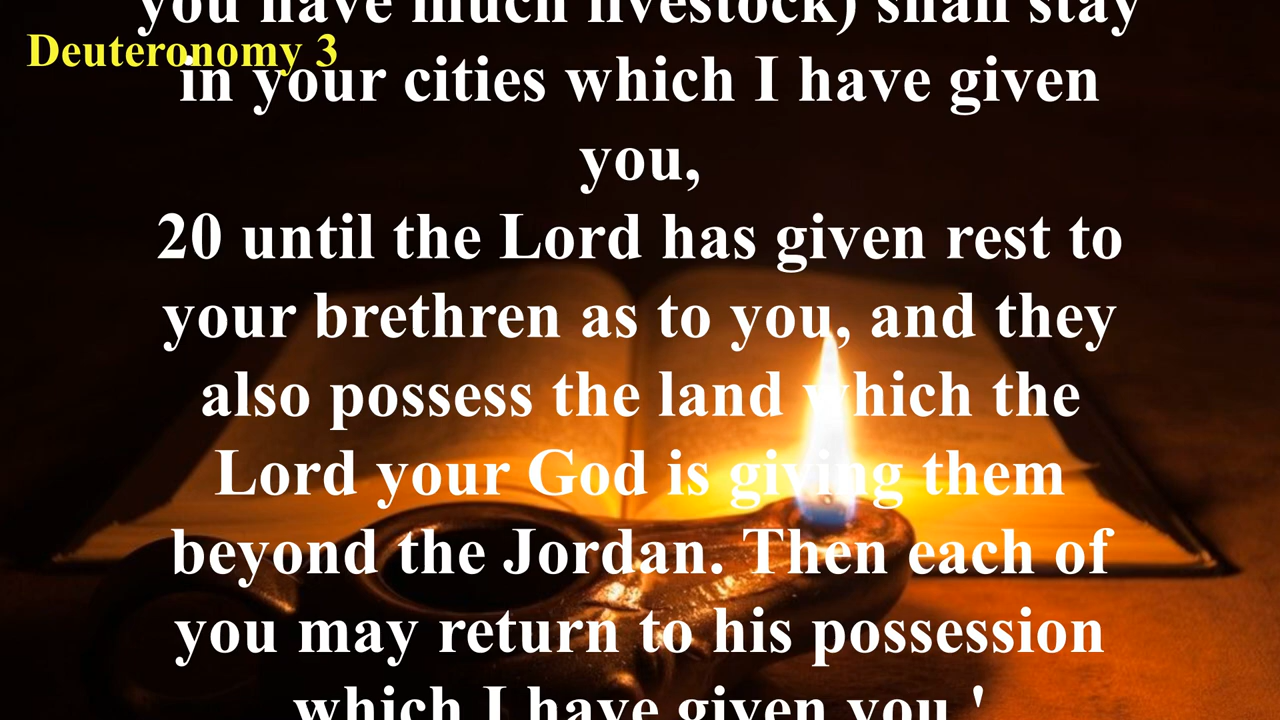 you have much livestock) shall stay
Deuteronomy 3
in your cities which I have given
you,
20 until the Lord has given rest to
your brethren as to you, and they
also possess the land which the
Lord your God is giving them
beyond the Jordan. Then each of
you may return to his possession
which I have given you.'